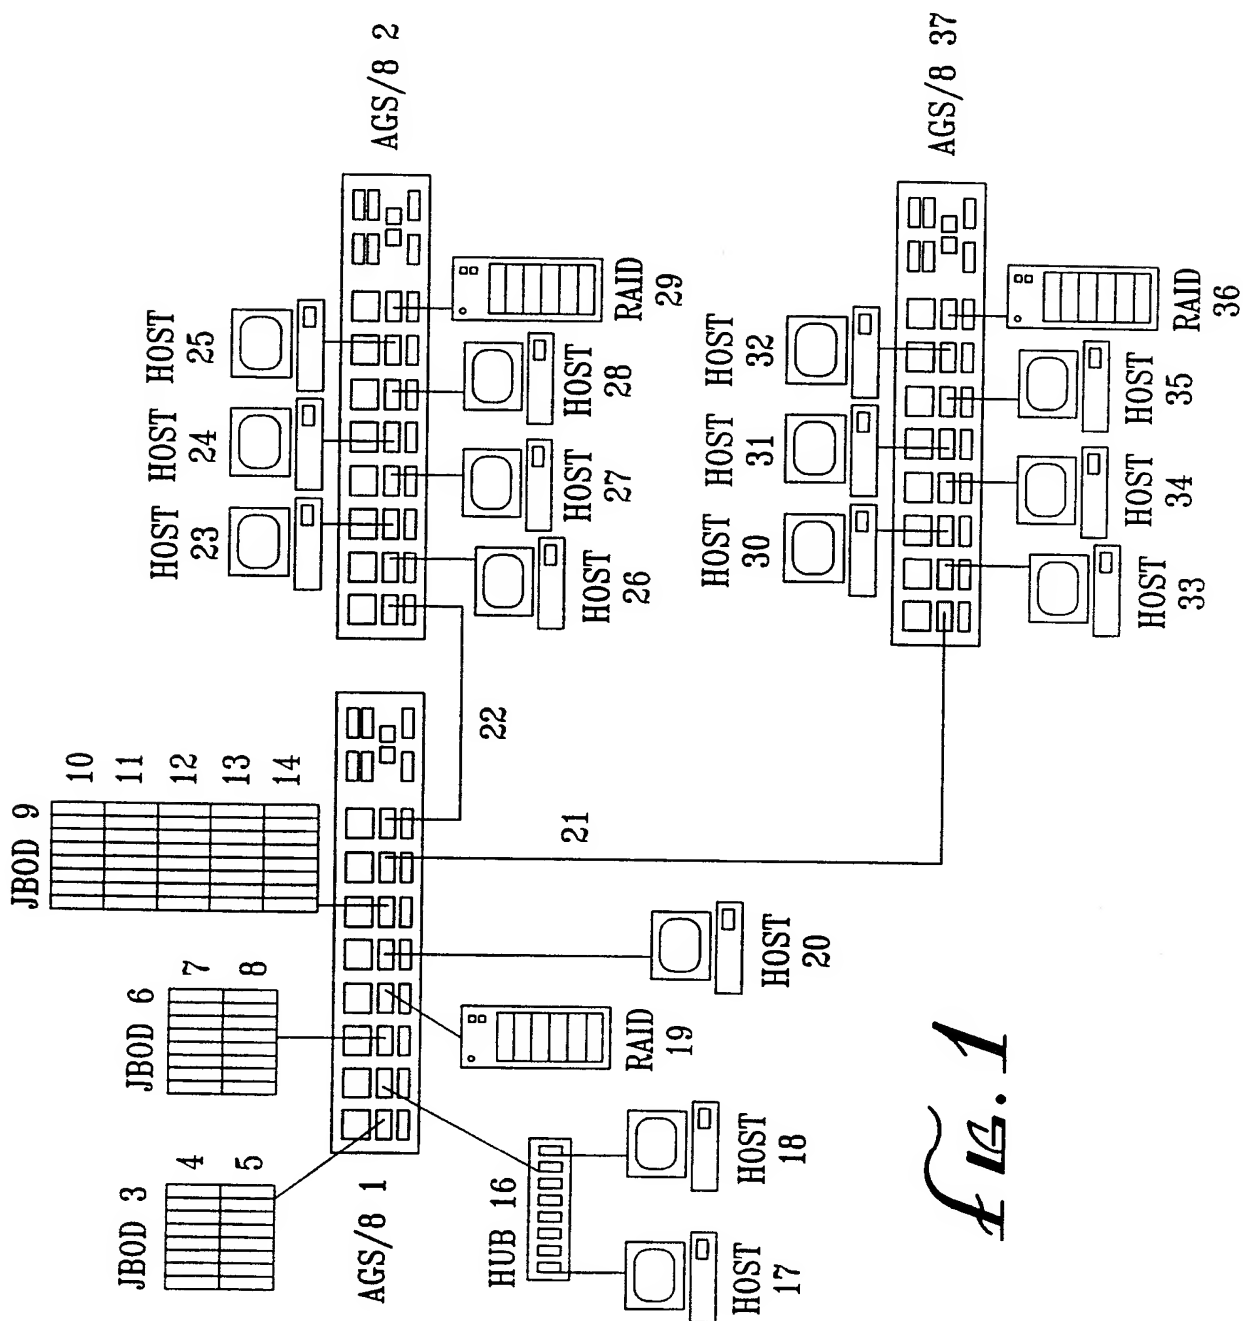 JBOD 3
4
5
JBOD 6
7
8
JBOD 9
10
11
12
13
14
AGS/8 1
HUB 16
HOST
17
HOST
18
RAID
19
HOST
20
21
22
HOST
23
HOST
24
HOST
25
AGS/8 2
HOST
26
HOST
27
HOST
28
RAID
29
HOST
30
HOST
31
HOST
32
AGS/8 37
HOST
33
HOST
34
HOST
35
RAID
36
FIG. 1